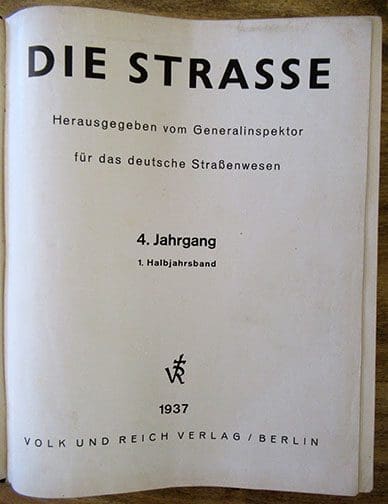 DIE STRASSE
Herausgegeben vom Generalinspektor
für das deutsche Straßenwesen
4. Jahrgang
1. Halbjahrsband
VR
1937
VOLK UND REICH VERLAG / BERLIN